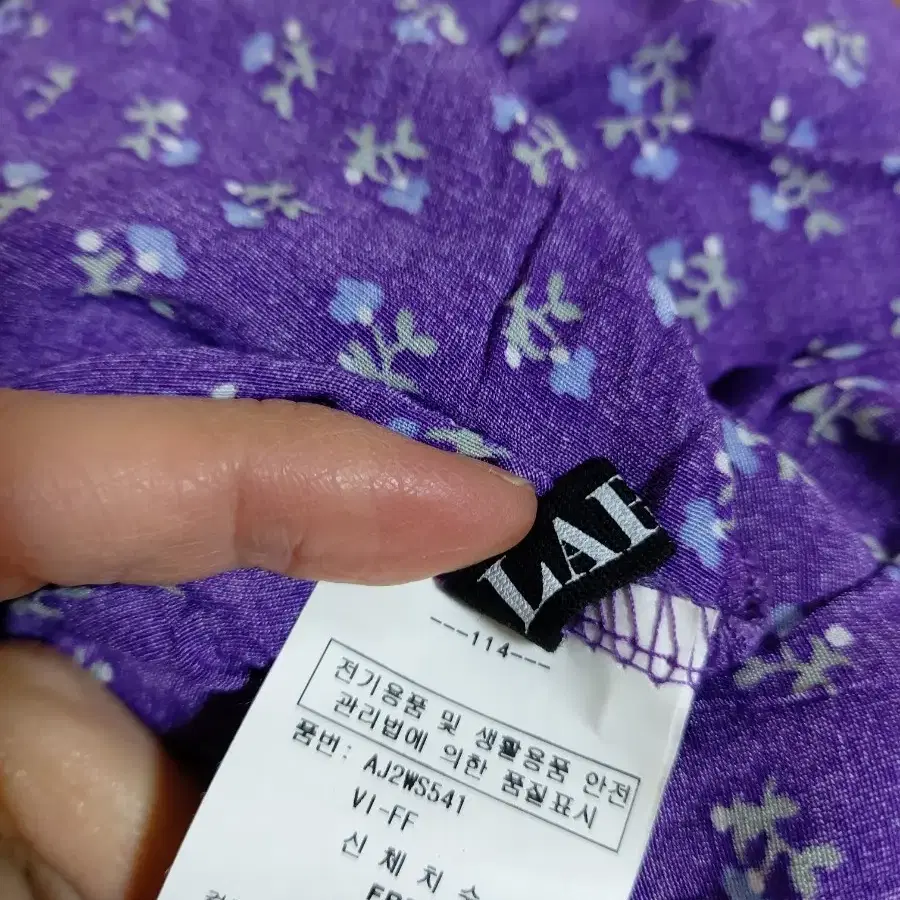 LAB
---114---
전기용품 및 생활용품 안전
관리법에 의한 품질표시
품번: AJ2WS541
VI-FF
신 체 치 수